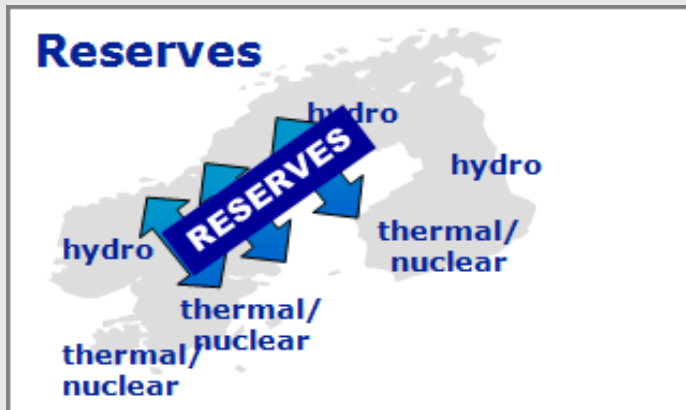 Reserves
hydro
RESERVES
hydro
hydro
thermal/
nuclear
thermal/
nuclear
thermal/
nuclear